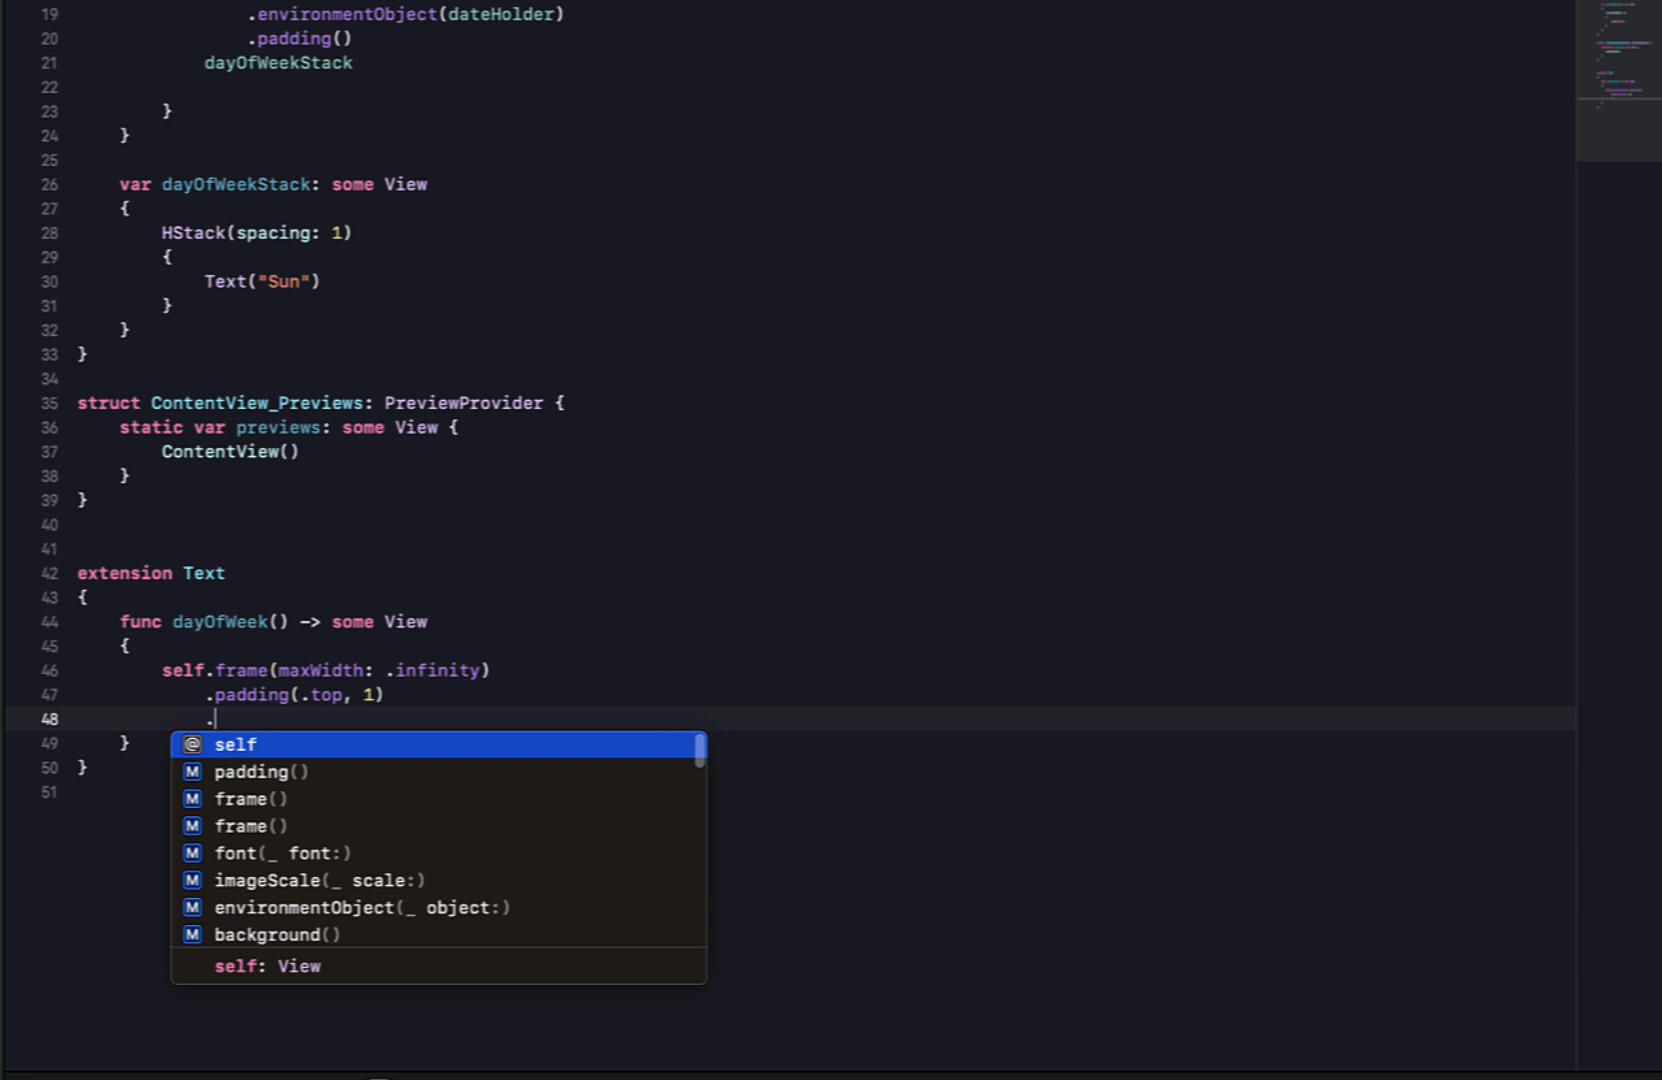 19 .environmentObject(dateHolder)
20 .padding()
21 dayOfWeekStack
22
23 }
24 }
25
26 var dayOfWeekStack: some View
27 {
28 HStack(spacing: 1)
29 {
30 Text("Sun")
31 }
32 }
33 }
34
35 struct ContentView_Previews: PreviewProvider {
36 static var previews: some View {
37 ContentView()
38 }
39 }
40
41
42 extension Text
43 {
44 func dayOfWeek() -> some View
45 {
46 self.frame(maxWidth: .infinity)
47 .padding(.top, 1)
48 .
49 }
50 }
51
@ self
M padding()
M frame()
M frame()
M font(_ font:)
M imageScale(_ scale:)
M environmentObject(_ object:)
M background()
self: View